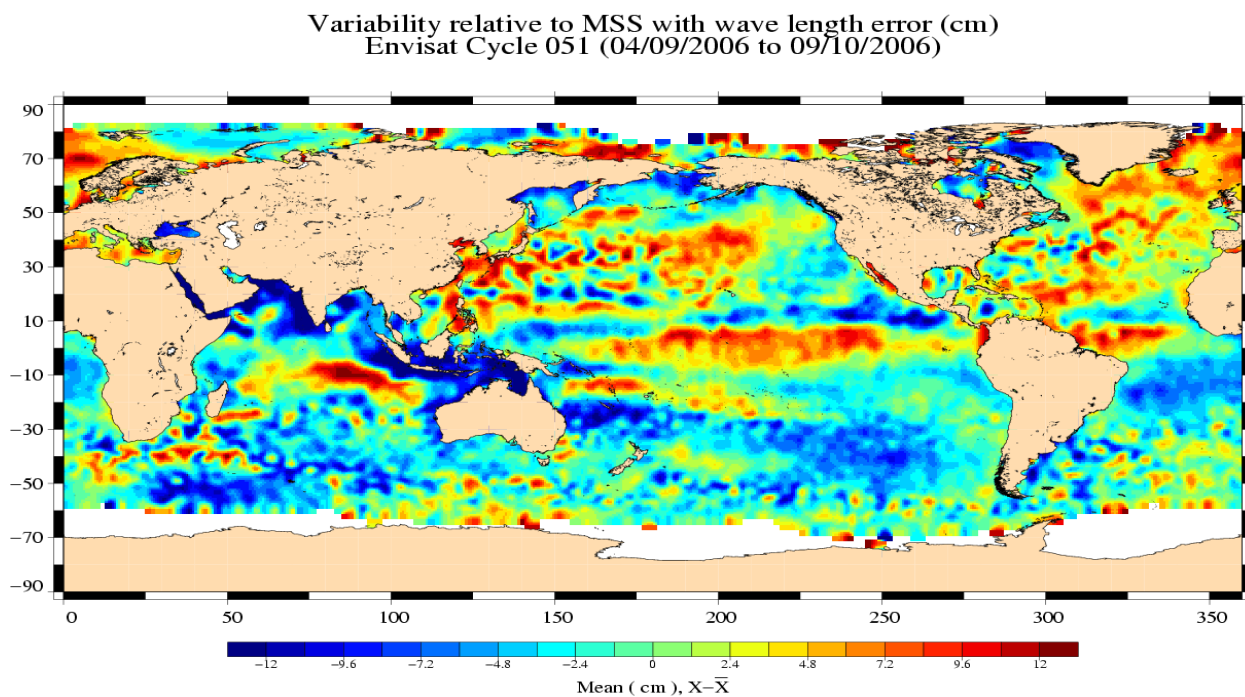 Variability relative to MSS with wave length error (cm)
Envisat Cycle 051 (04/09/2006 to 09/10/2006)
90
70
50
30
10
−10
−30
−50
−70
−90
0 50 100 150 200 250 300 350
−12 −9.6 −7.2 −4.8 −2.4 0 2.4 4.8 7.2 9.6 12
Mean ( cm ), X−X̅